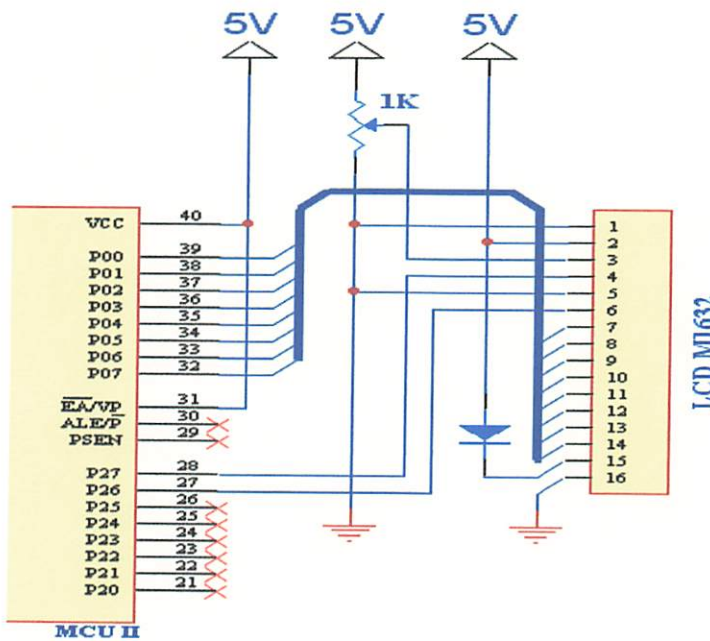 5V 5V 5V
1K
VCC 40
P00 39
P01 38
P02 37
P03 36
P04 35
P05 34
P06 33
P07 32
EA/VP 31
ALE/P 30
PSEN 29
P27 28
P26 27
P25 26
P24 25
P23 24
P22 23
P21 22
P20 21
MCU II
1
2
3
4
5
6
7
8
9
10
11
12
13
14
15
16
LCD M1632